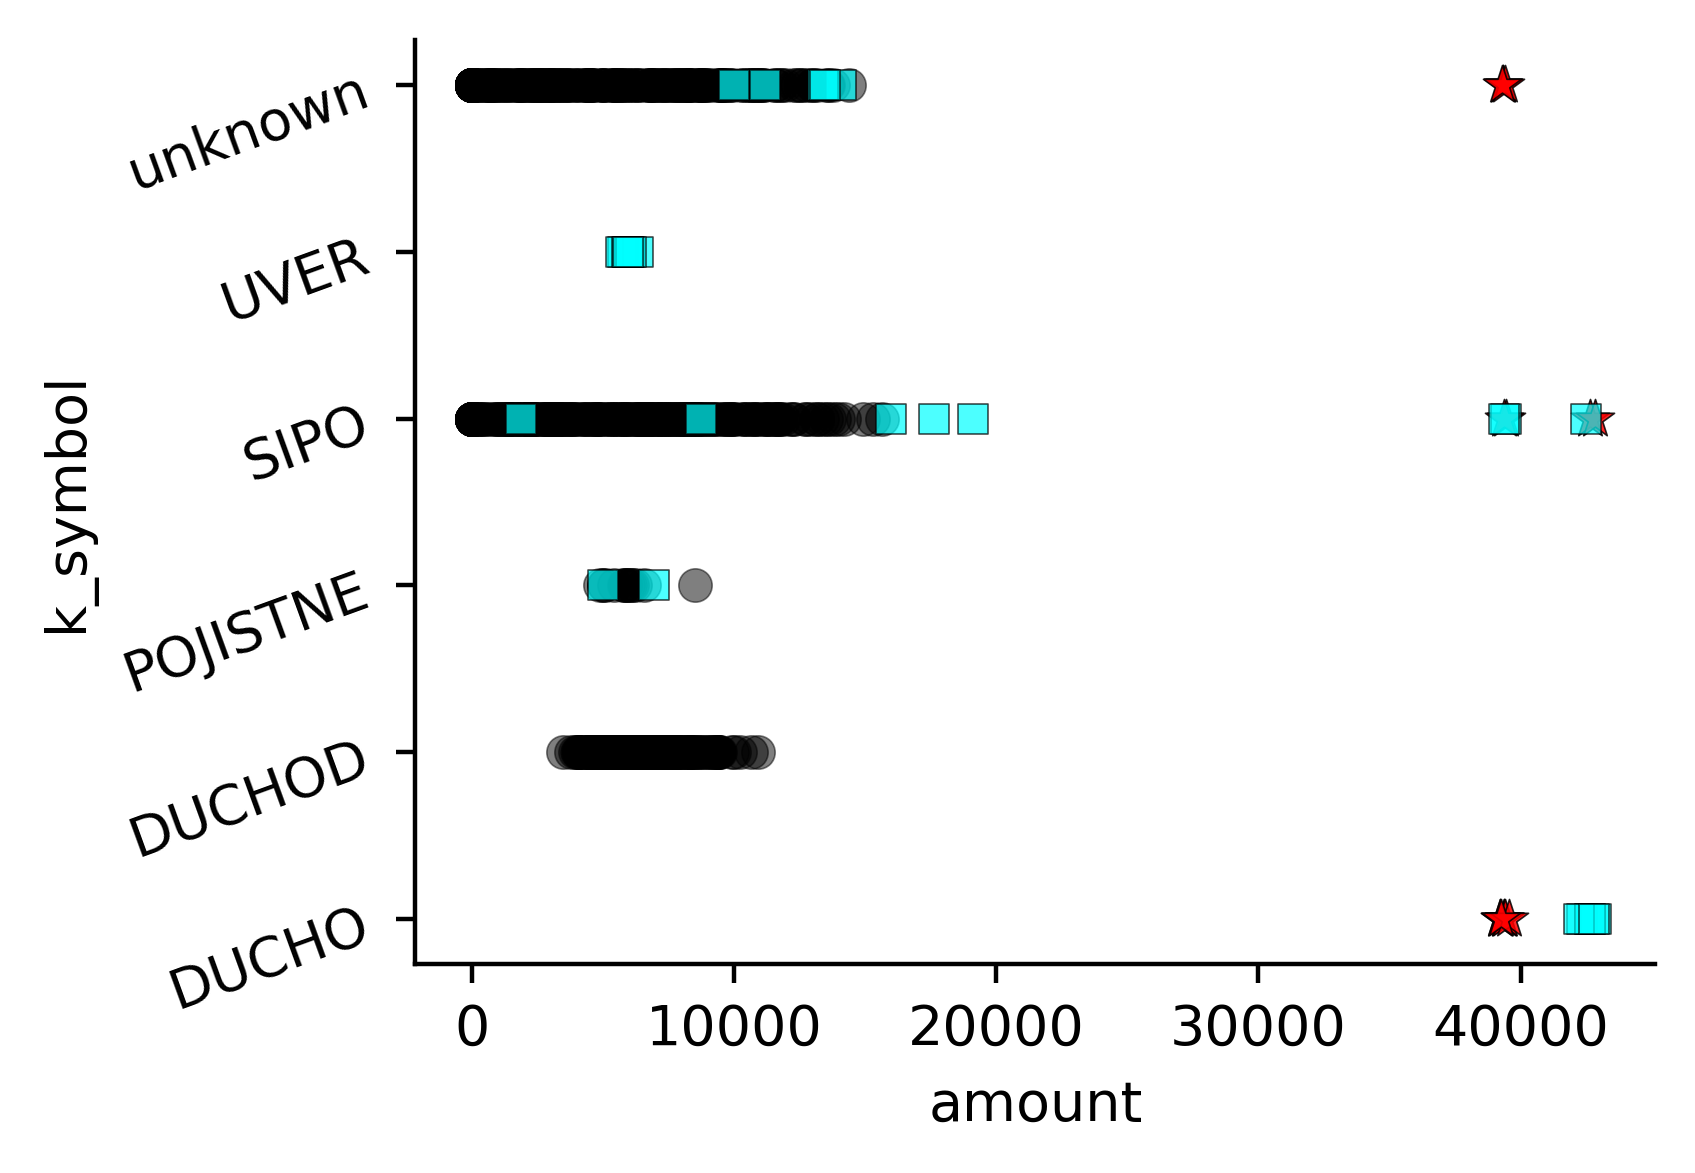 unknown
UVER
SIPO
POJISTNE
DUCHOD
DUCHO
k_symbol
0 10000 20000 30000 40000
amount